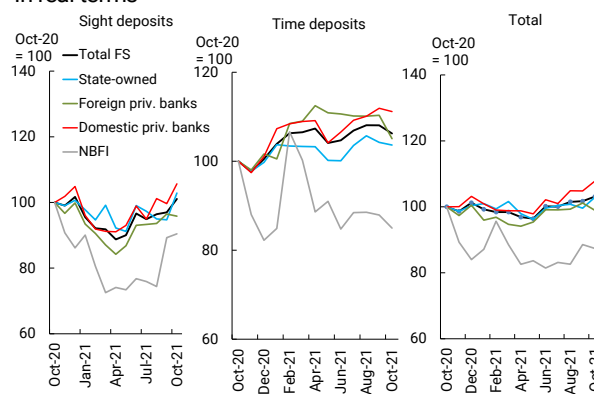 in real terms
Sight deposits
Time deposits
Total
Oct-20
= 100
Oct-20
= 100
Oct-20
= 100
140
120
100
80
60
Total FS
State-owned
Foreign priv. banks
Domestic priv. banks
NBFI
Oct-20
Jan-21
Apr-21
Jul-21
Oct-21
120
100
80
60
Oct-20
Dec-20
Feb-21
Apr-21
Jun-21
Aug-21
Oct-21
140
120
100
80
60
Oct-20
Dec-20
Feb-21
Apr-21
Jun-21
Aug-21